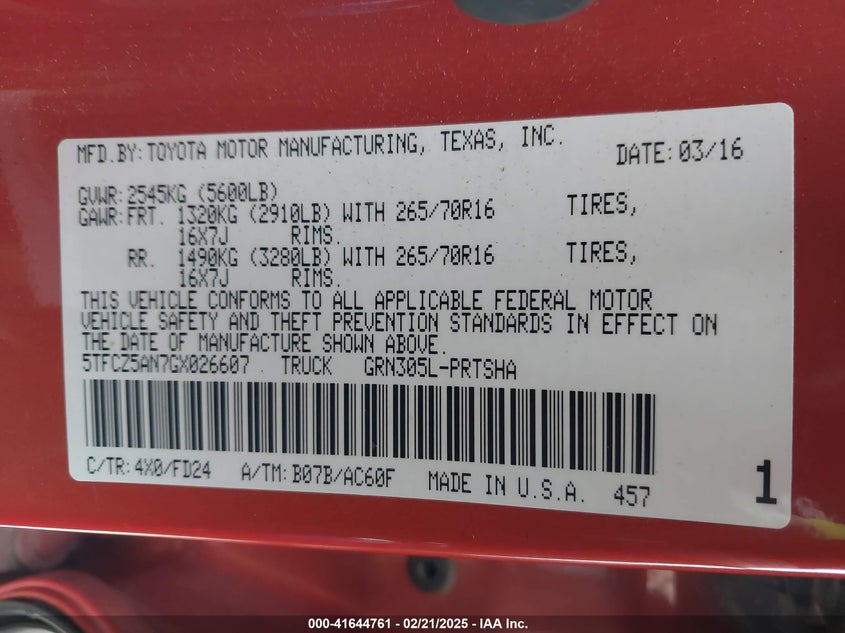 MFD.BY: TOYOTA MOTOR MANUFACTURING, TEXAS, INC. DATE: 03/16
GVWR: 2545KG (5600LB)
GAWR: FRT. 1320KG (2910LB) WITH 265/70R16 TIRES,
16X7J RIMS.
RR. 1490KG (3280LB) WITH 265/70R16 TIRES,
16X7J RIMS.
THIS VEHICLE CONFORMS TO ALL APPLICABLE FEDERAL MOTOR
VEHICLE SAFETY AND THEFT PREVENTION STANDARDS IN EFFECT ON
THE DATE OF MANUFACTURE SHOWN ABOVE.
5TFCZ5AN7GX026607 TRUCK GRN305L-PRTSHA
C/TR: 4X0/FD24 A/TM: B07B/AC60F MADE IN U.S.A. 457 1
000-41644761 / 02/21/2025 - IAA Inc.